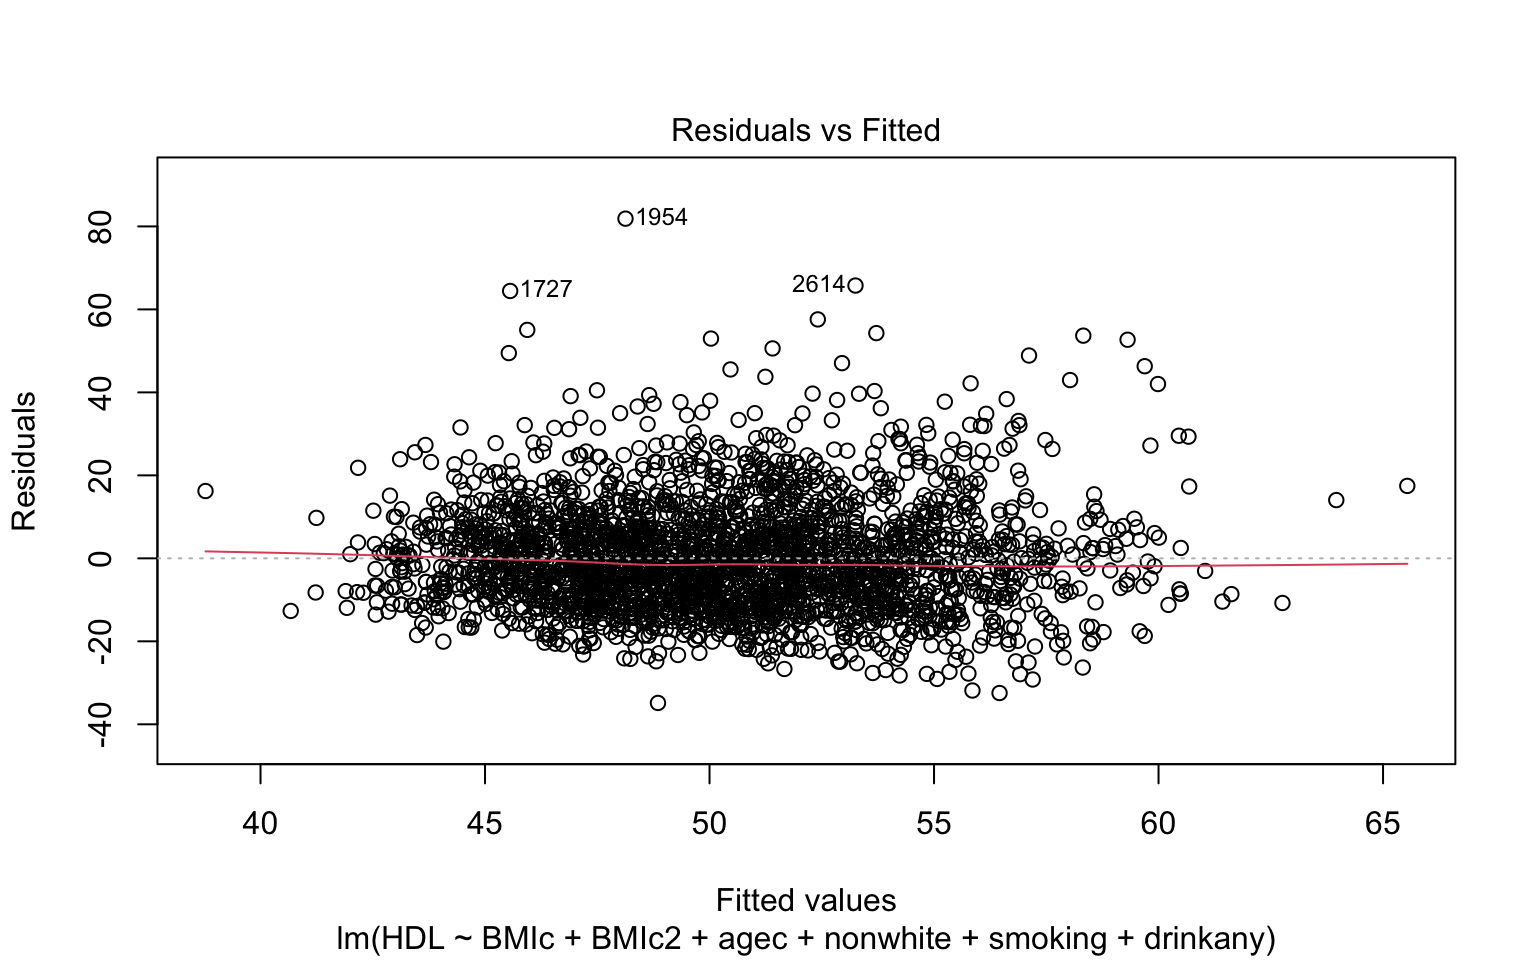 Residuals vs Fitted
80
60
40
20
0
-20
-40
Residuals
1954
1727
2614
40 45 50 55 60 65
Fitted values
lm(HDL ~ BMIc + BMIc2 + agec + nonwhite + smoking + drinkany)